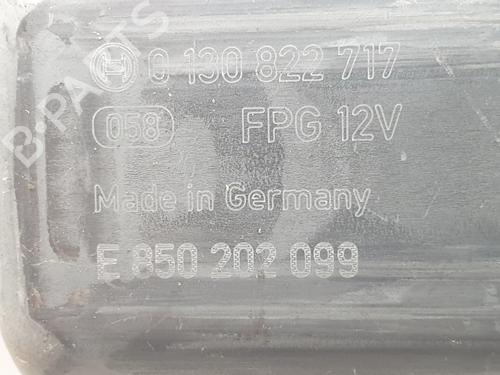 0 130 822 717
058 FPG 12V
Made in Germany
E 850 202 099
B-PARTS